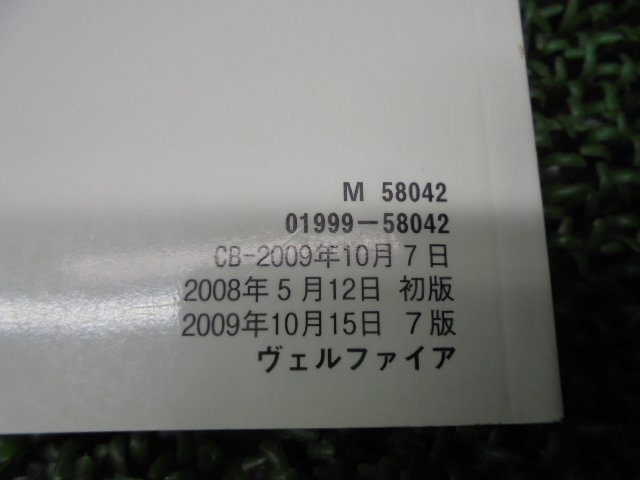 M 58042
01999-58042
CB-2009年10月7日
2008年5月12日 初版
2009年10月15日 7版
ヴェルファイア